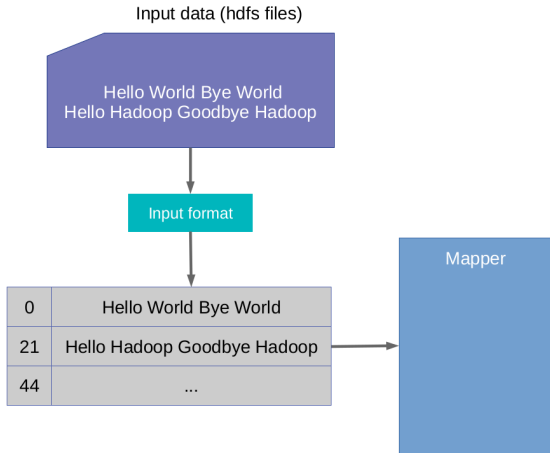 Input data (hdfs files)
Hello World Bye World
Hello Hadoop Goodbye Hadoop
Input format
Mapper
0 Hello World Bye World
21 Hello Hadoop Goodbye Hadoop
44 ...